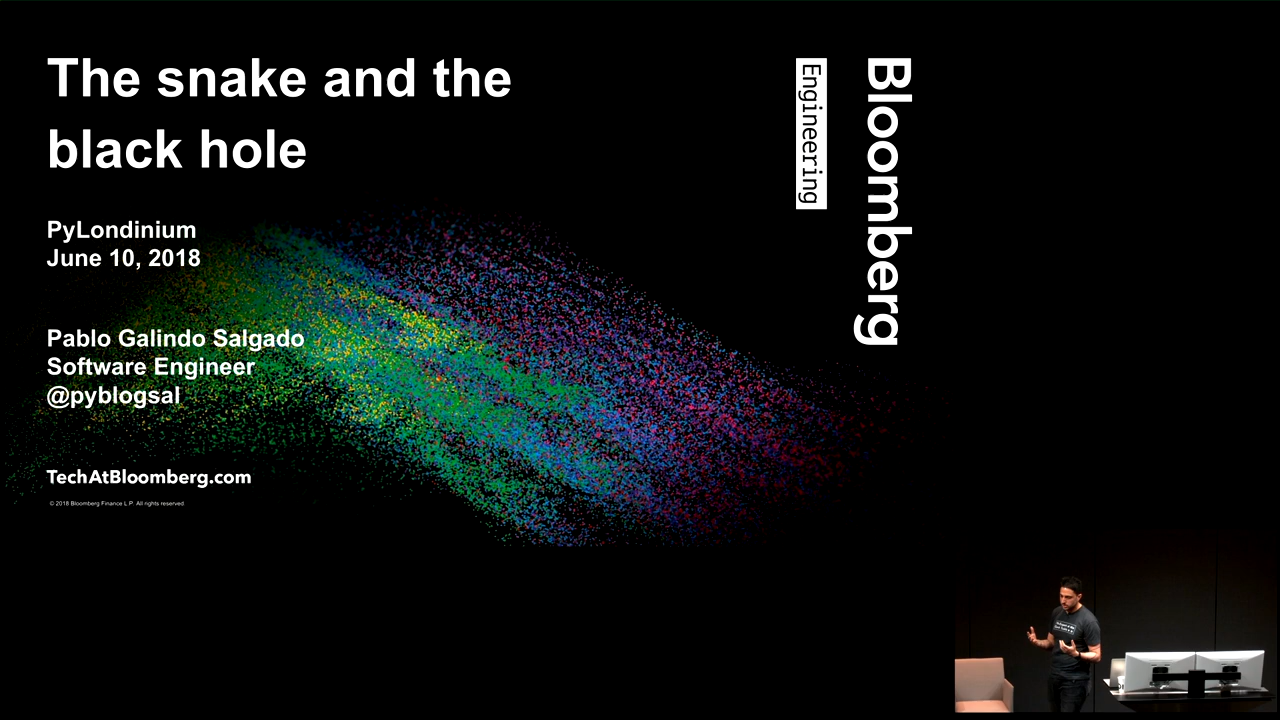 The snake and the
black hole
PyLondinium
June 10, 2018
Pablo Galindo Salgado
Software Engineer
@pyblogsal
TechAtBloomberg.com
© 2018 Bloomberg Finance L.P. All rights reserved.
Engineering
Bloomberg